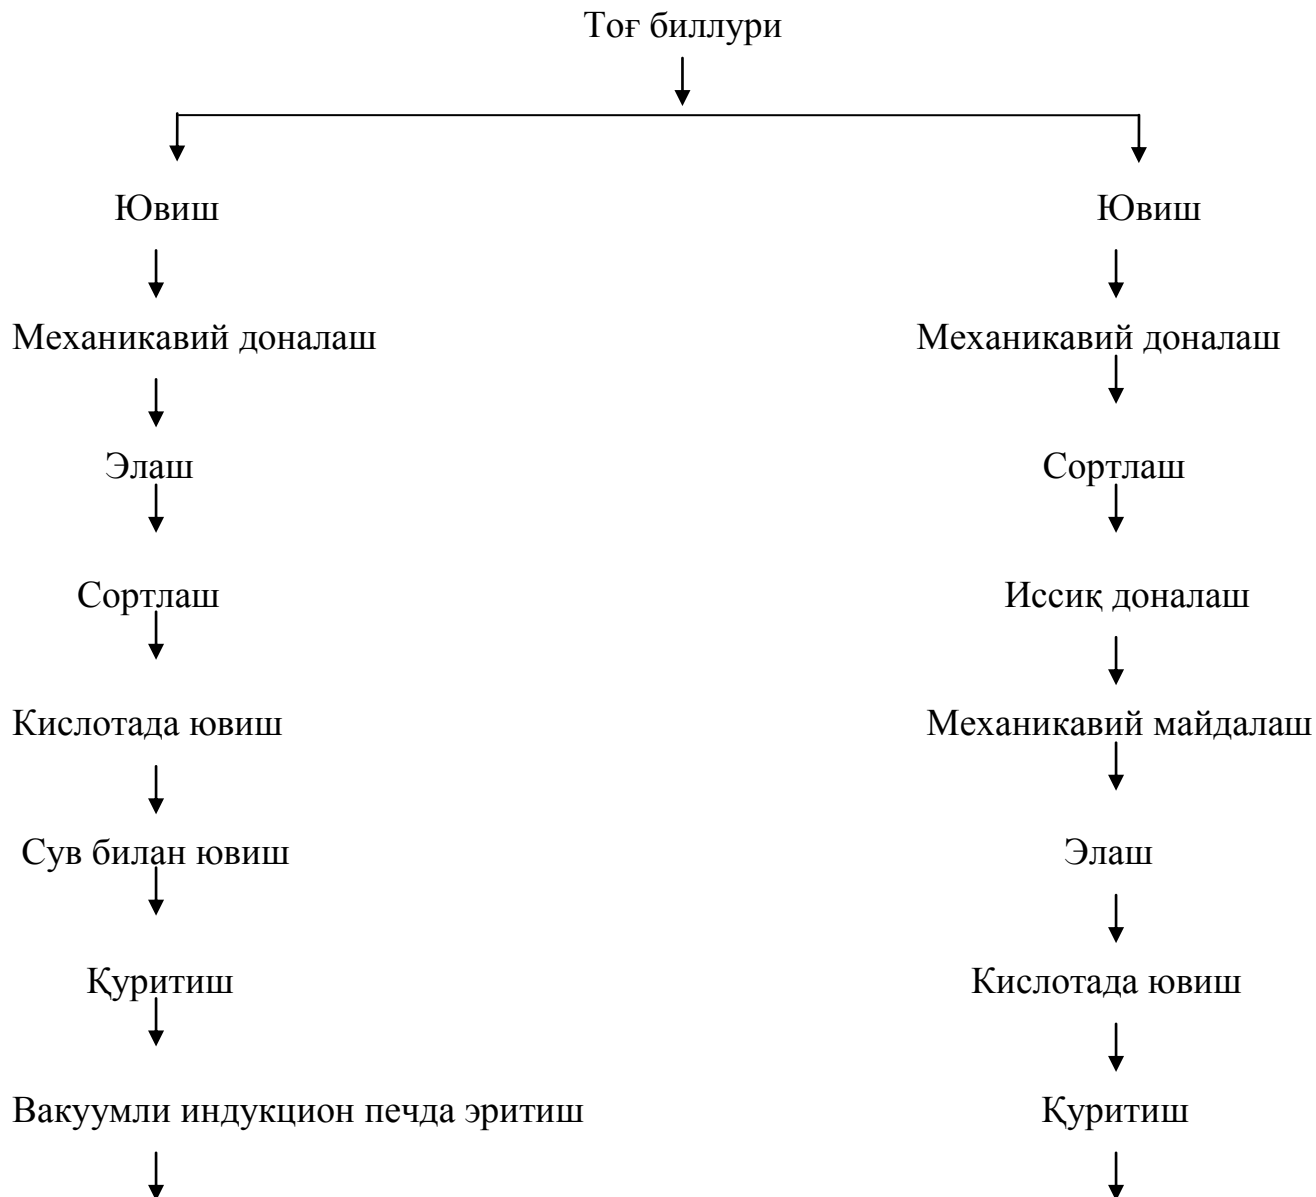 Тоғ биллури
Ювиш Ювиш
Механикавий доналаш Механикавий доналаш
Элаш Сортлаш
Сортлаш Иссиқ доналаш
Кислотада ювиш Механикавий майдалаш
Сув билан ювиш Элаш
Қуритиш Кислотада ювиш
Вакуумли индукцион печда эритиш Қуритиш